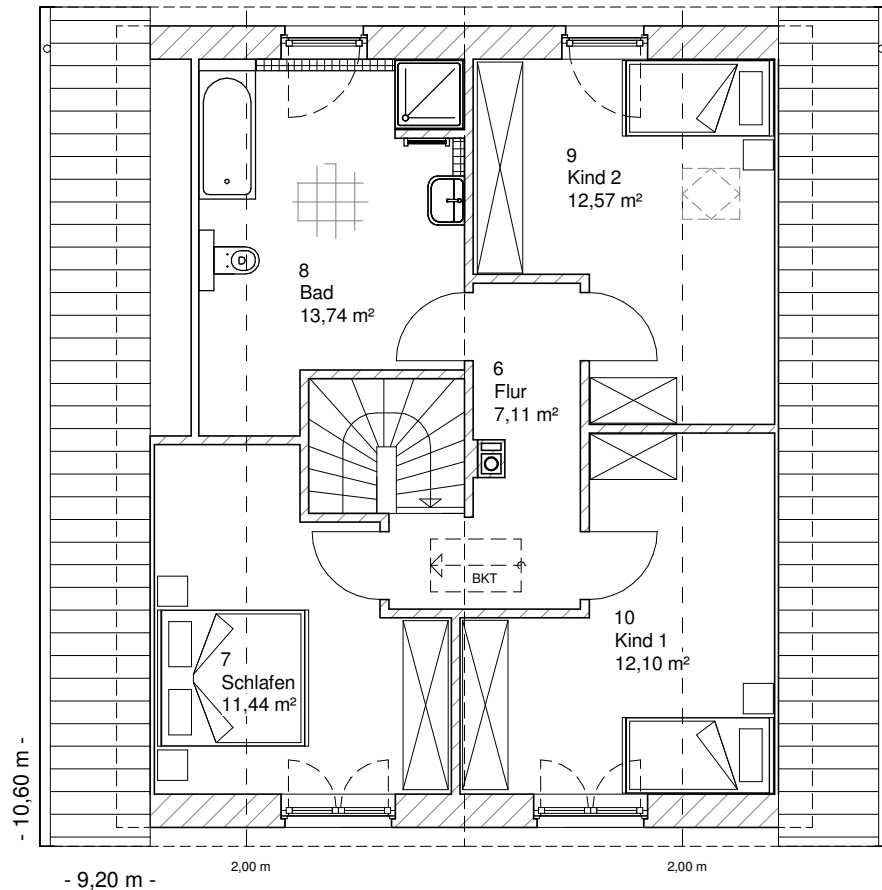 9
Kind 2
12,57 m²
8
Bad
13,74 m²
6
Flur
7,11 m²
BKT
10
Kind 1
12,10 m²
7
Schlafen
11,44 m²
- 10,60 m -
- 9,20 m -
2,00 m
2,00 m